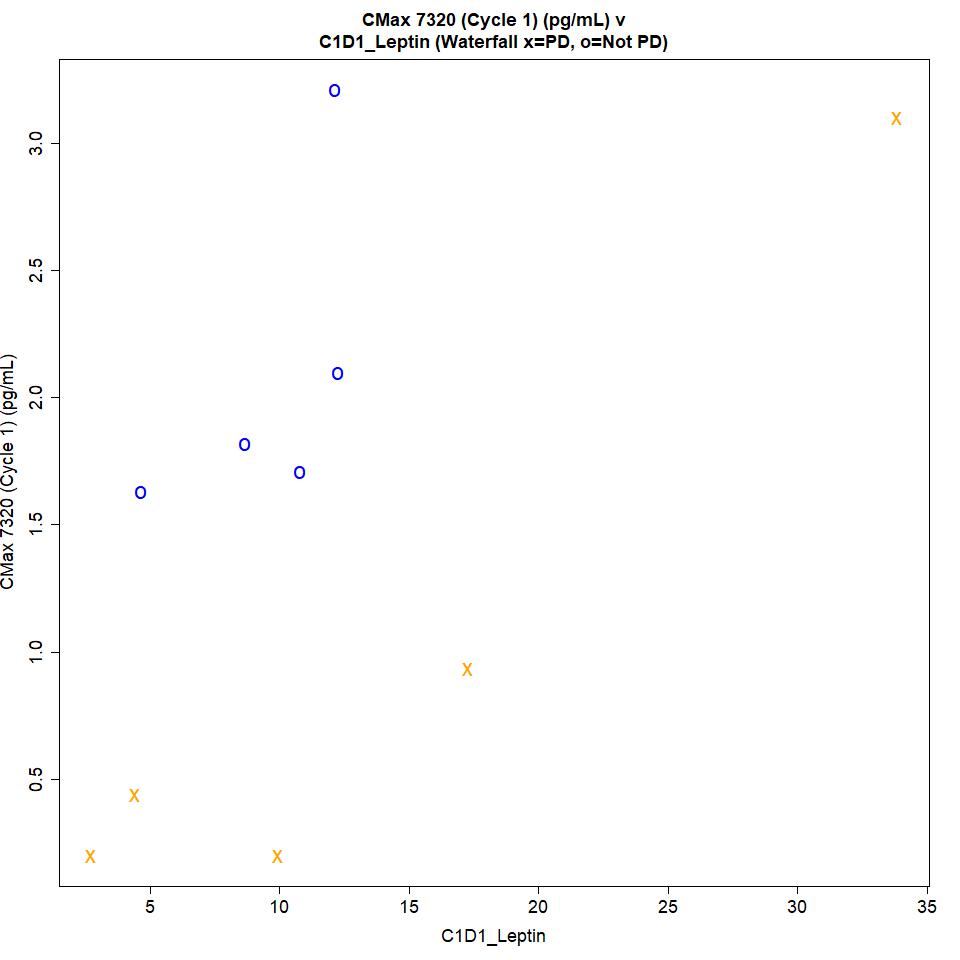 CMax 7320 (Cycle 1) (pg/mL) v
C1D1_Leptin (Waterfall x=PD, o=Not PD)
CMax 7320 (Cycle 1) (pg/mL)
3.0
2.5
2.0
1.5
1.0
0.5
O
X
O
O
O
O
X
X
X
X
5 10 15 20 25 30 35
C1D1_Leptin